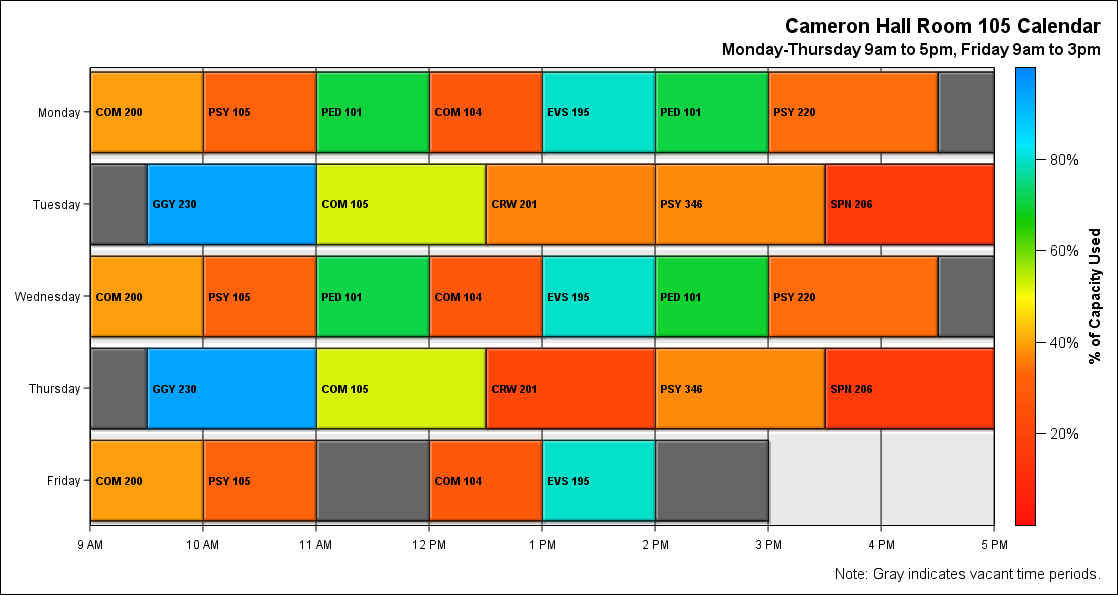 Cameron Hall Room 105 Calendar
Monday-Thursday 9am to 5pm, Friday 9am to 3pm
Monday COM 200 PSY 105 PED 101 COM 104 EVS 195 PED 101 PSY 220
80%
Tuesday GGY 230 COM 105 CRW 201 PSY 346 SPN 206
60%
Wednesday COM 200 PSY 105 PED 101 COM 104 EVS 195 PED 101 PSY 220
% of Capacity Used
40%
Thursday GGY 230 COM 105 CRW 201 PSY 346 SPN 206
20%
Friday COM 200 PSY 105 COM 104 EVS 195
9 AM 10 AM 11 AM 12 PM 1 PM 2 PM 3 PM 4 PM 5 PM
Note: Gray indicates vacant time periods.